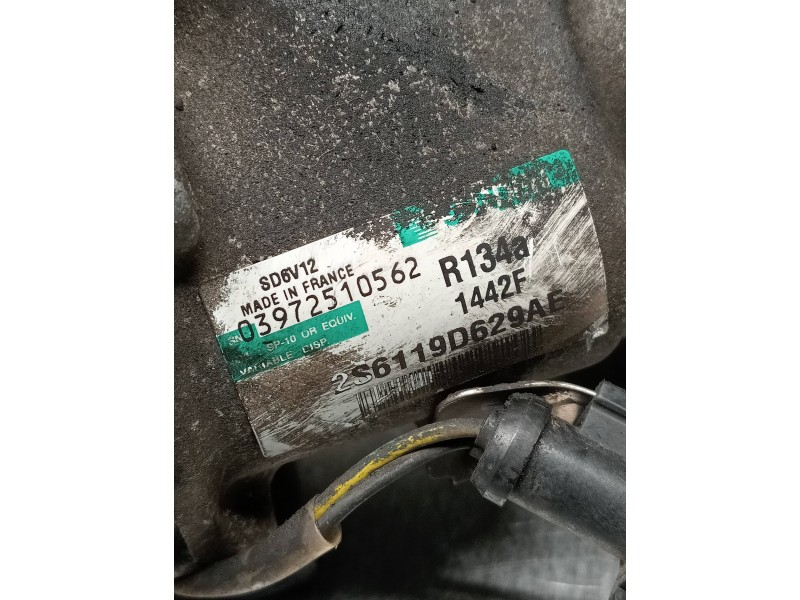 SD6V12
MADE IN FRANCE
03972510562
R134a
1442F
SP-10 OR EQUIV.
VARIABLE DISP.
2S6119D629AE